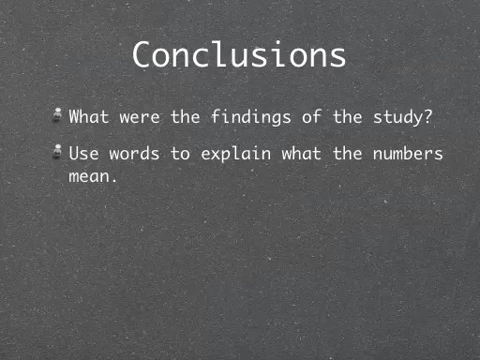 Conclusions
What were the findings of the study?
Use words to explain what the numbers
mean.